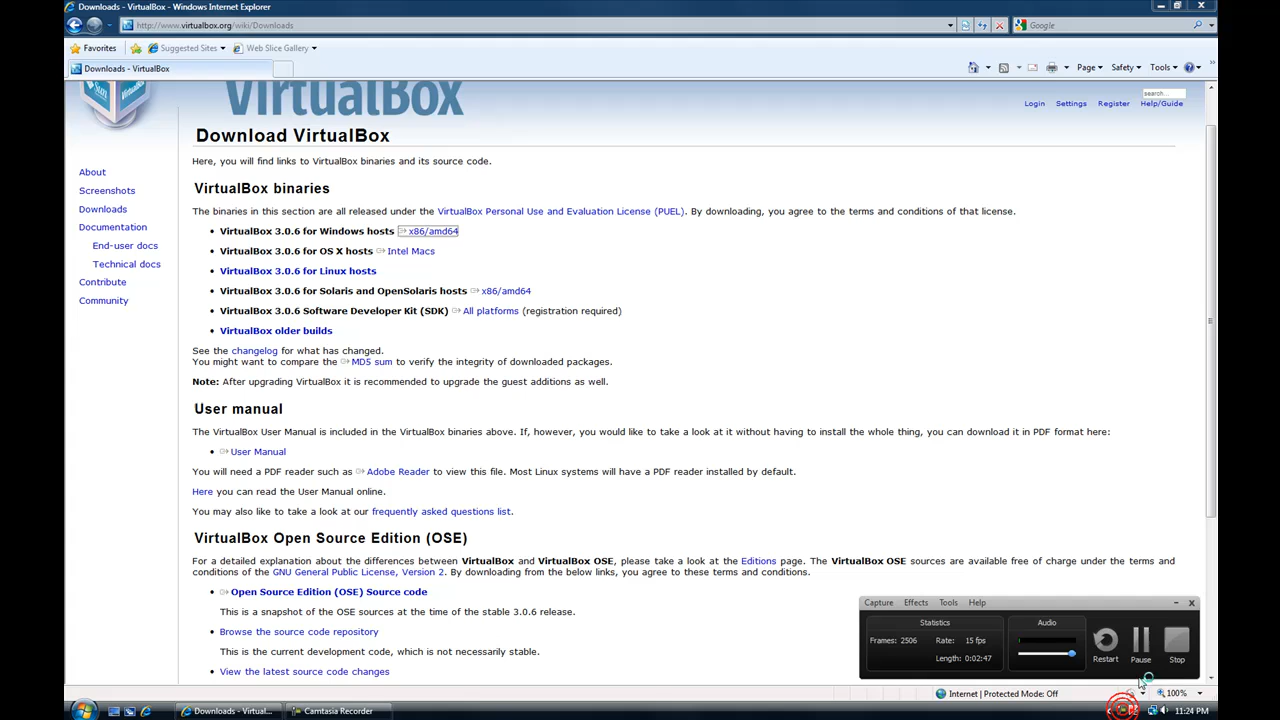 Downloads - VirtualBox - Windows Internet Explorer
http://www.virtualbox.org/wiki/Downloads
Google
Favorites
Suggested Sites
Web Slice Gallery
Downloads - VirtualBox
Page
Safety
Tools
VirtualBox
search...
Login
Settings
Register
Help/Guide
Download VirtualBox
Here, you will find links to VirtualBox binaries and its source code.
About
Screenshots
Downloads
Documentation
End-user docs
Technical docs
Contribute
Community
VirtualBox binaries
The binaries in this section are all released under the VirtualBox Personal Use and Evaluation License (PUEL). By downloading, you agree to the terms and conditions of that license.
VirtualBox 3.0.6 for Windows hosts x86/amd64
VirtualBox 3.0.6 for OS X hosts Intel Macs
VirtualBox 3.0.6 for Linux hosts
VirtualBox 3.0.6 for Solaris and OpenSolaris hosts x86/amd64
VirtualBox 3.0.6 Software Developer Kit (SDK) All platforms (registration required)
VirtualBox older builds
See the changelog for what has changed.
You might want to compare the MD5 sum to verify the integrity of downloaded packages.
Note: After upgrading VirtualBox it is recommended to upgrade the guest additions as well.
User manual
The VirtualBox User Manual is included in the VirtualBox binaries above. If, however, you would like to take a look at it without having to install the whole thing, you can download it in PDF format here:
User Manual
You will need a PDF reader such as Adobe Reader to view this file. Most Linux systems will have a PDF reader installed by default.
Here you can read the User Manual online.
You may also like to take a look at our frequently asked questions list.
VirtualBox Open Source Edition (OSE)
For a detailed explanation about the differences between VirtualBox and VirtualBox OSE, please take a look at the Editions page. The VirtualBox OSE sources are available free of charge under the terms and
conditions of the GNU General Public License, Version 2. By downloading from the below links, you agree to these terms and conditions.
Open Source Edition (OSE) Source code
This is a snapshot of the OSE sources at the time of the stable 3.0.6 release.
Browse the source code repository
This is the current development code, which is not necessarily stable.
View the latest source code changes
Capture
Effects
Tools
Help
Statistics
Audio
Frames: 2506
Rate: 15 fps
Length: 0:02:47
Restart
Pause
Stop
Internet | Protected Mode: Off
100%
Downloads - Virtual...
Camtasia Recorder
11:24 PM